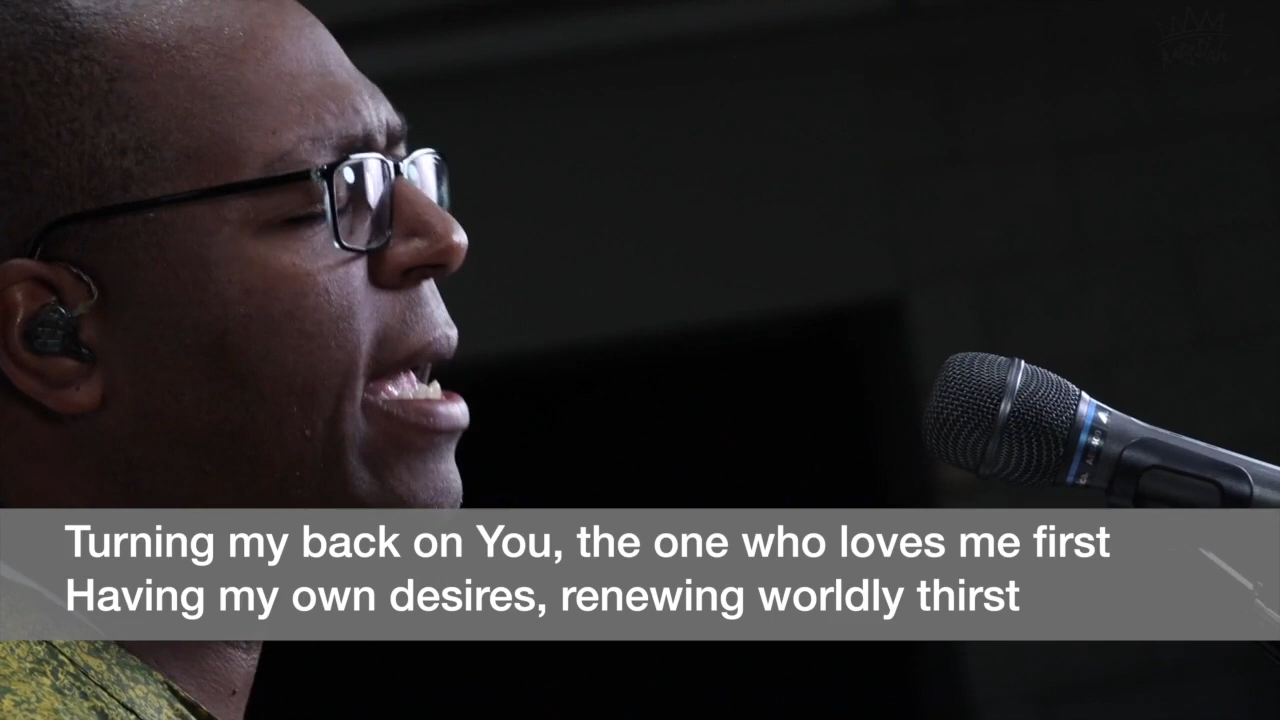 Turning my back on You, the one who loves me first
Having my own desires, renewing worldly thirst